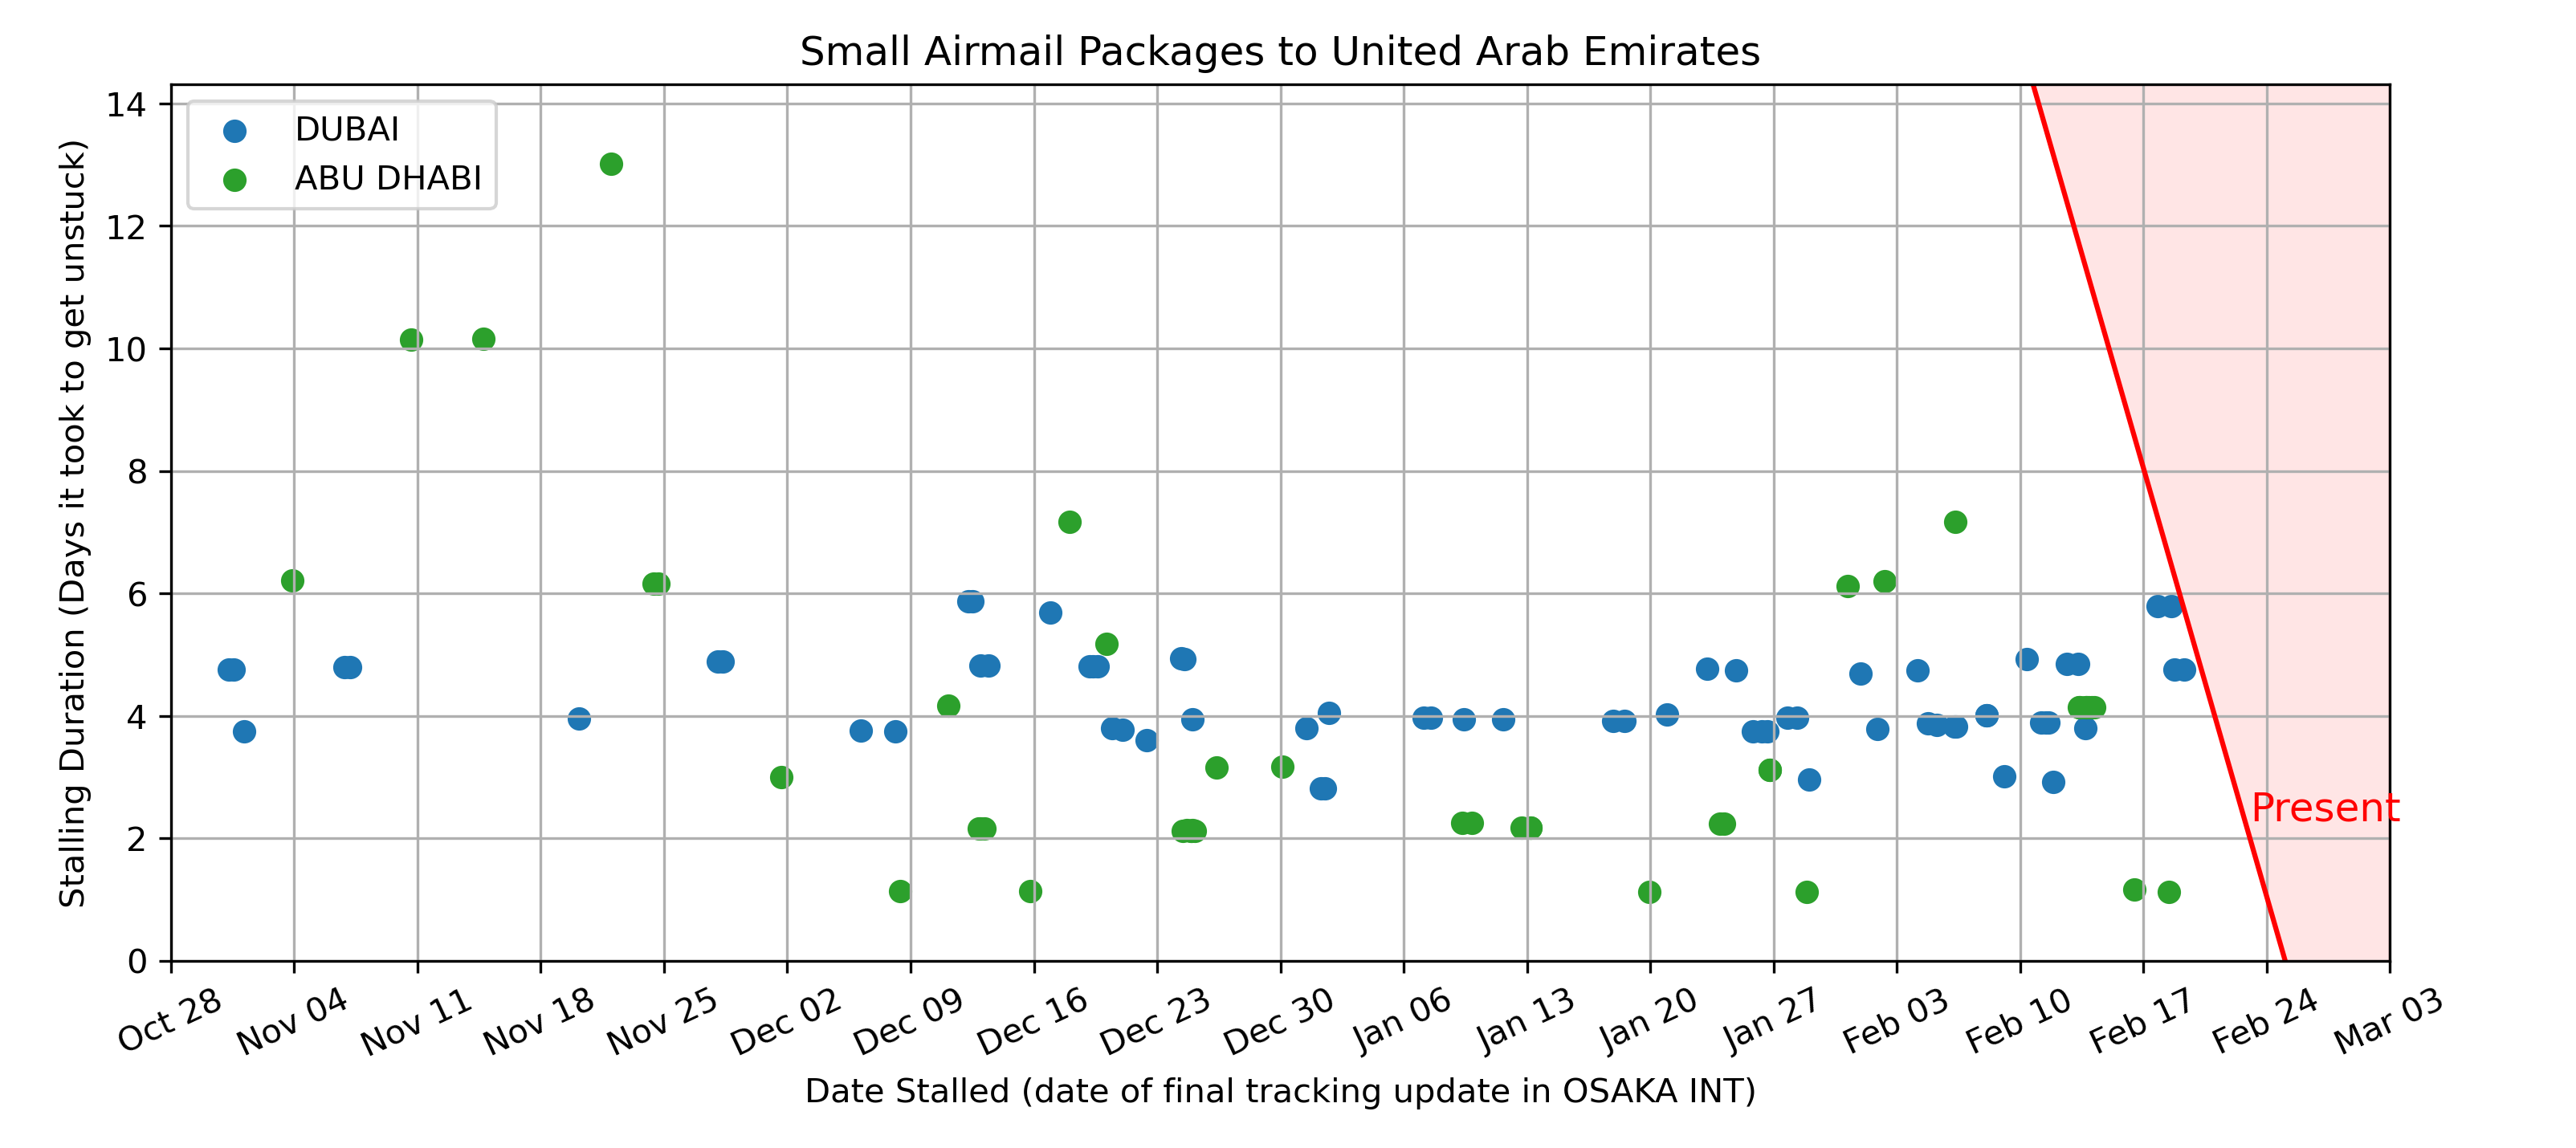 Small Airmail Packages to United Arab Emirates
DUBAI
ABU DHABI
Stalling Duration (Days it took to get unstuck)
14
12
10
8
6
4
2
0
Present
Oct 28
Nov 04
Nov 11
Nov 18
Nov 25
Dec 02
Dec 09
Dec 16
Dec 23
Dec 30
Jan 06
Jan 13
Jan 20
Jan 27
Feb 03
Feb 10
Feb 17
Feb 24
Mar 03
Date Stalled (date of final tracking update in OSAKA INT)